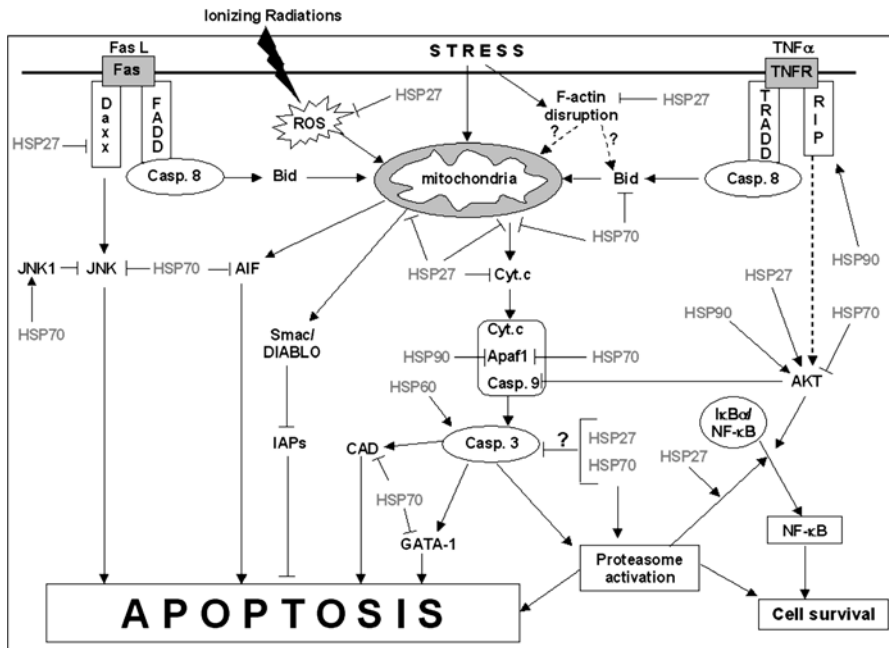 Ionizing Radiations
Fas L
Fas
STRESS
TNFα
TNFR
Daxx
FADD
ROS
HSP27
F-actin
disruption
HSP27
TRADD
RIP
HSP27
?
?
Casp. 8
Bid
mitochondria
Bid
Casp. 8
HSP70
HSP90
JNK1
JNK
HSP70
AIF
HSP27
Cyt.c
HSP27
HSP70
Smac/
DIABLO
Cyt.c
HSP90
HSP70
HSP90
Apaf1
HSP70
Casp. 9
AKT
HSP60
IκBα/
NF-κB
IAPs
CAD
Casp. 3
?
HSP27
HSP70
HSP27
HSP70
GATA-1
NF-κB
Proteasome
activation
APOPTOSIS
Cell survival